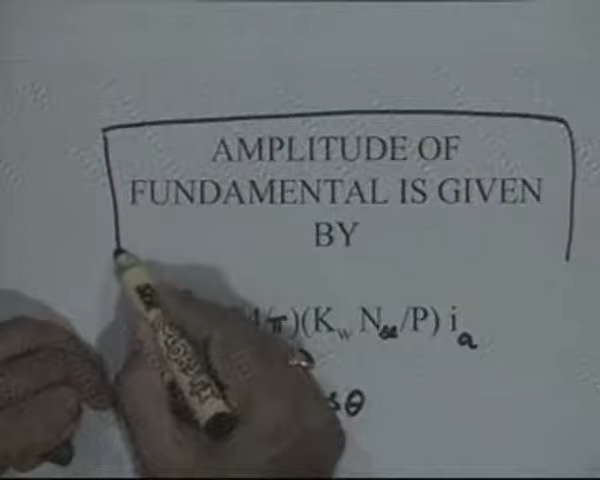 AMPLITUDE OF
FUNDAMENTAL IS GIVEN
BY
π)(K_w N_se/P) i_a
θ